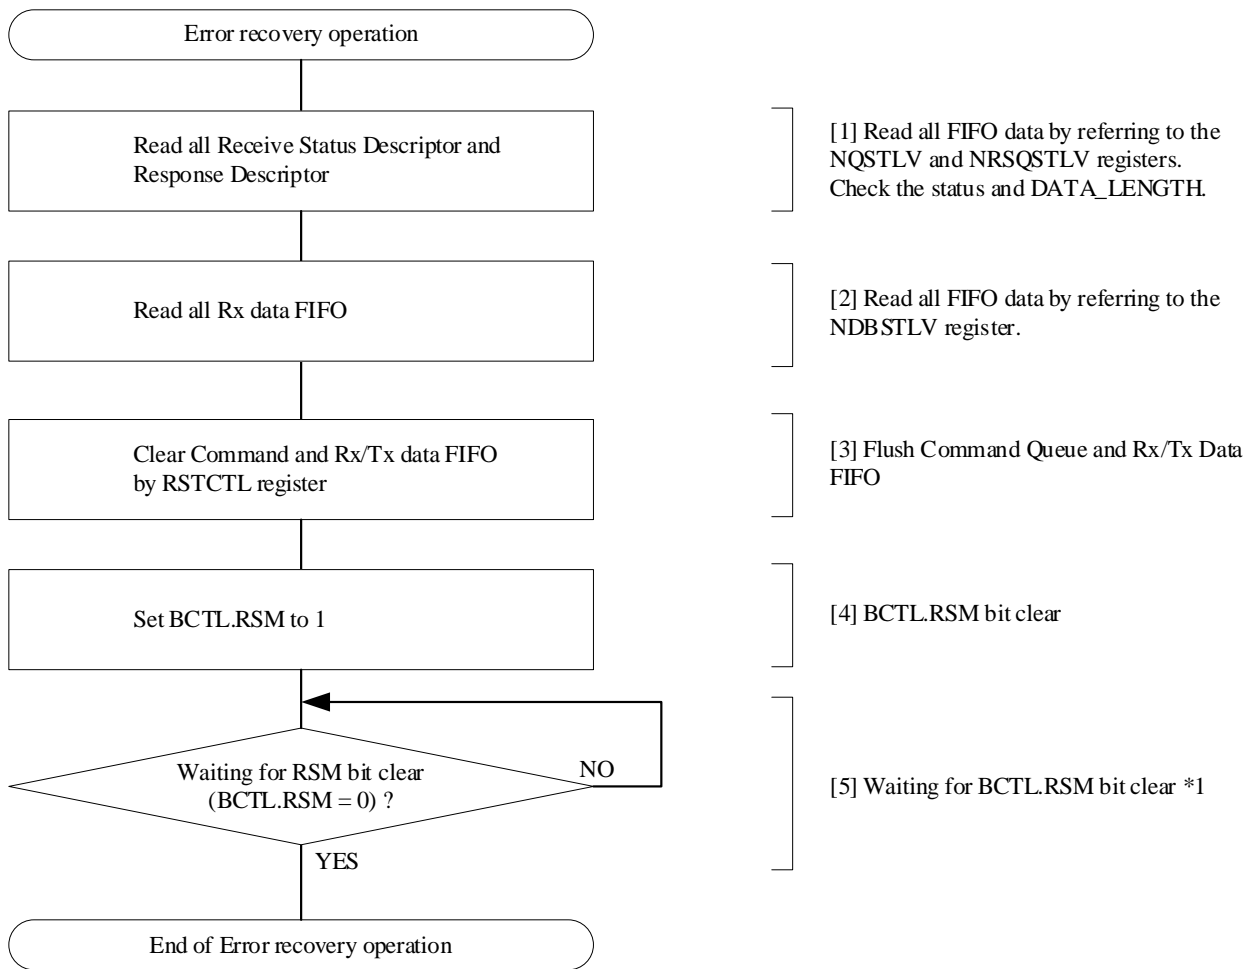 Error recovery operation
Read all Receive Status Descriptor and
Response Descriptor
[1] Read all FIFO data by referring to the
NQSTLV and NRSQSTLV registers.
Check the status and DATA_LENGTH.
Read all Rx data FIFO
[2] Read all FIFO data by referring to the
NDBSTLV register.
Clear Command and Rx/Tx data FIFO
by RSTCTL register
[3] Flush Command Queue and Rx/Tx Data
FIFO
Set BCTL.RSM to 1
[4] BCTL.RSM bit clear
Waiting for RSM bit clear
(BCTL.RSM = 0) ?
NO
[5] Waiting for BCTL.RSM bit clear *1
YES
End of Error recovery operation